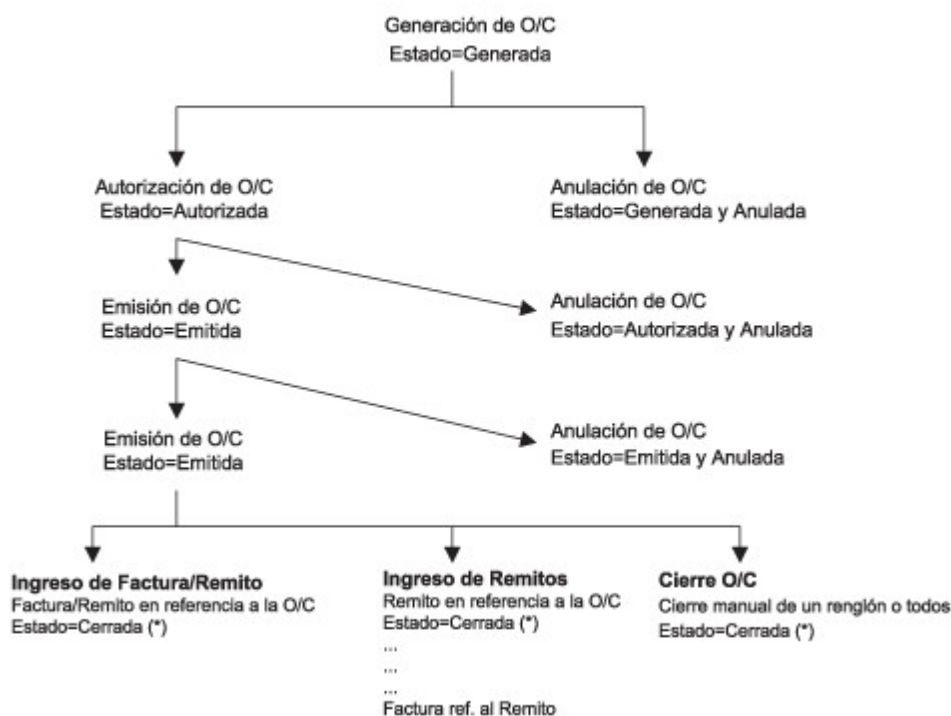 Generación de O/C
Estado=Generada
Autorización de O/C
Estado=Autorizada
Anulación de O/C
Estado=Generada y Anulada
Emisión de O/C
Estado=Emitida
Anulación de O/C
Estado=Autorizada y Anulada
Emisión de O/C
Estado=Emitida
Anulación de O/C
Estado=Emitida y Anulada
Ingreso de Factura/Remito
Factura/Remito en referencia a la O/C
Estado=Cerrada (*)
Ingreso de Remitos
Remito en referencia a la O/C
Estado=Cerrada (*)
...
...
...
Factura ref. al Remito
Cierre O/C
Cierre manual de un renglón o todos
Estado=Cerrada (*)